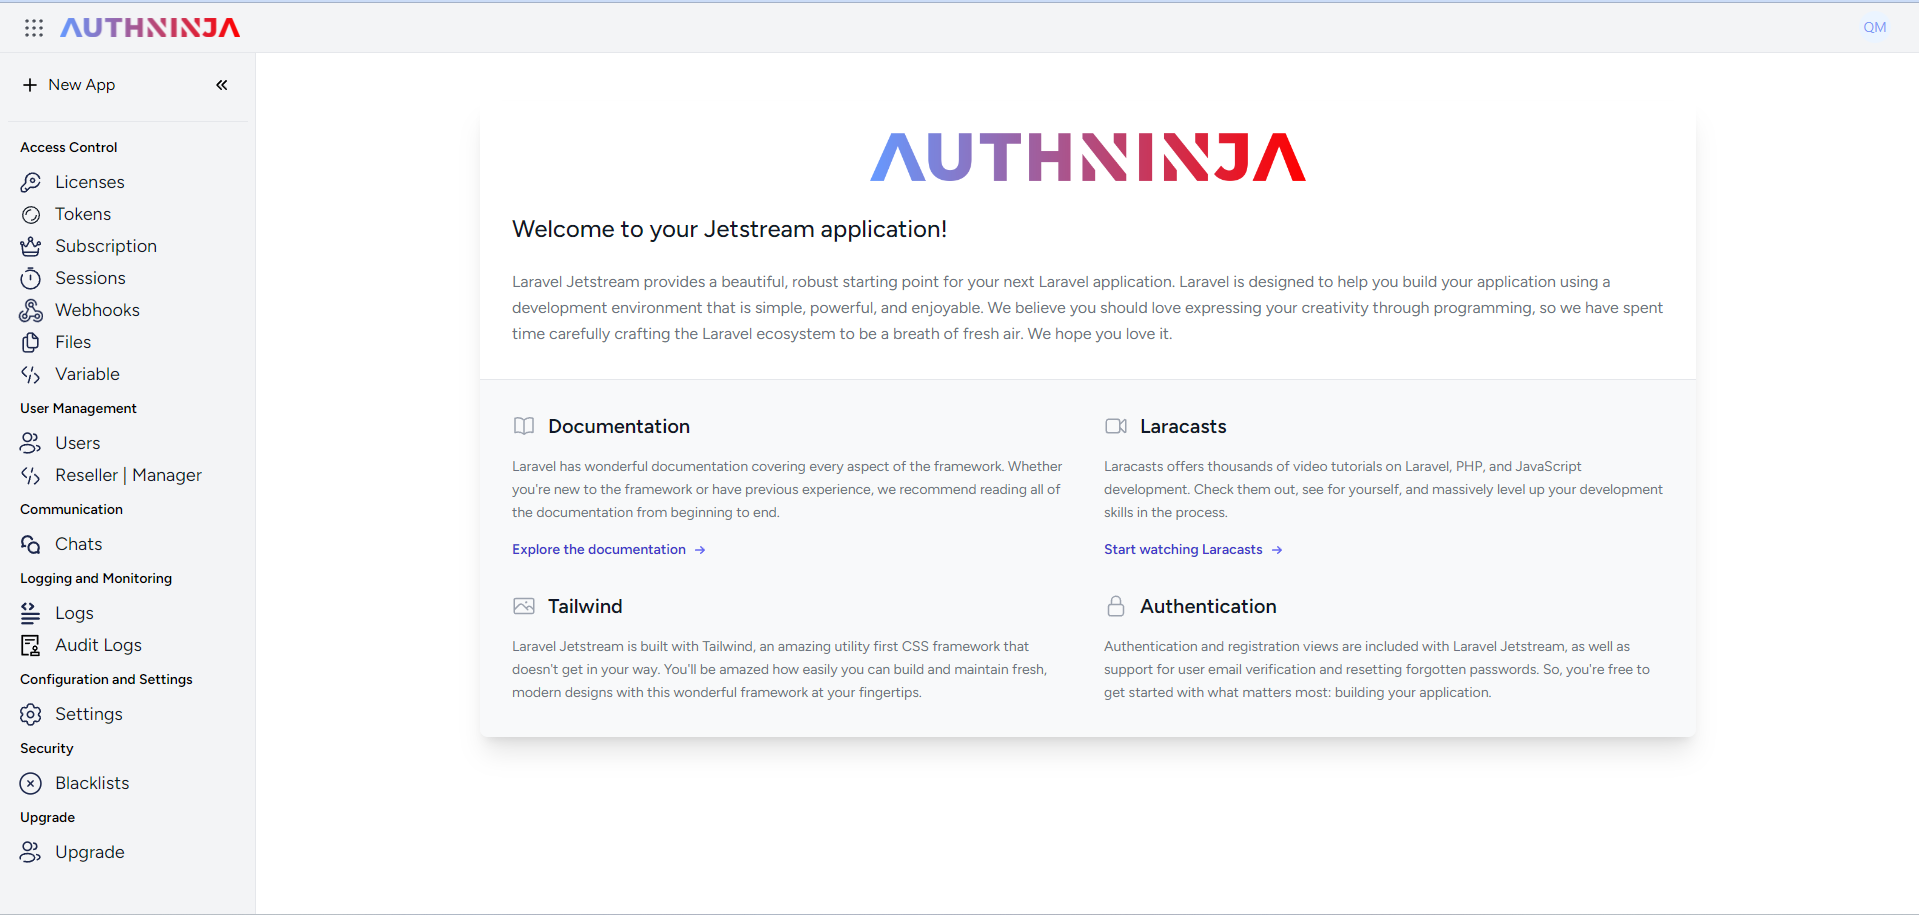 AUTHNINJA
QM
New App
Access Control
Licenses
Tokens
Subscription
Sessions
Webhooks
Files
Variable
User Management
Users
Reseller | Manager
Communication
Chats
Logging and Monitoring
Logs
Audit Logs
Configuration and Settings
Settings
Security
Blacklists
Upgrade
Upgrade
AUTHNINJA
Welcome to your Jetstream application!
Laravel Jetstream provides a beautiful, robust starting point for your next Laravel application. Laravel is designed to help you build your application using a
development environment that is simple, powerful, and enjoyable. We believe you should love expressing your creativity through programming, so we have spent
time carefully crafting the Laravel ecosystem to be a breath of fresh air. We hope you love it.
Documentation
Laravel has wonderful documentation covering every aspect of the framework. Whether
you're new to the framework or have previous experience, we recommend reading all of
the documentation from beginning to end.
Explore the documentation →
Laracasts
Laracasts offers thousands of video tutorials on Laravel, PHP, and JavaScript
development. Check them out, see for yourself, and massively level up your development
skills in the process.
Start watching Laracasts →
Tailwind
Laravel Jetstream is built with Tailwind, an amazing utility first CSS framework that
doesn't get in your way. You'll be amazed how easily you can build and maintain fresh,
modern designs with this wonderful framework at your fingertips.
Authentication
Authentication and registration views are included with Laravel Jetstream, as well as
support for user email verification and resetting forgotten passwords. So, you're free to
get started with what matters most: building your application.